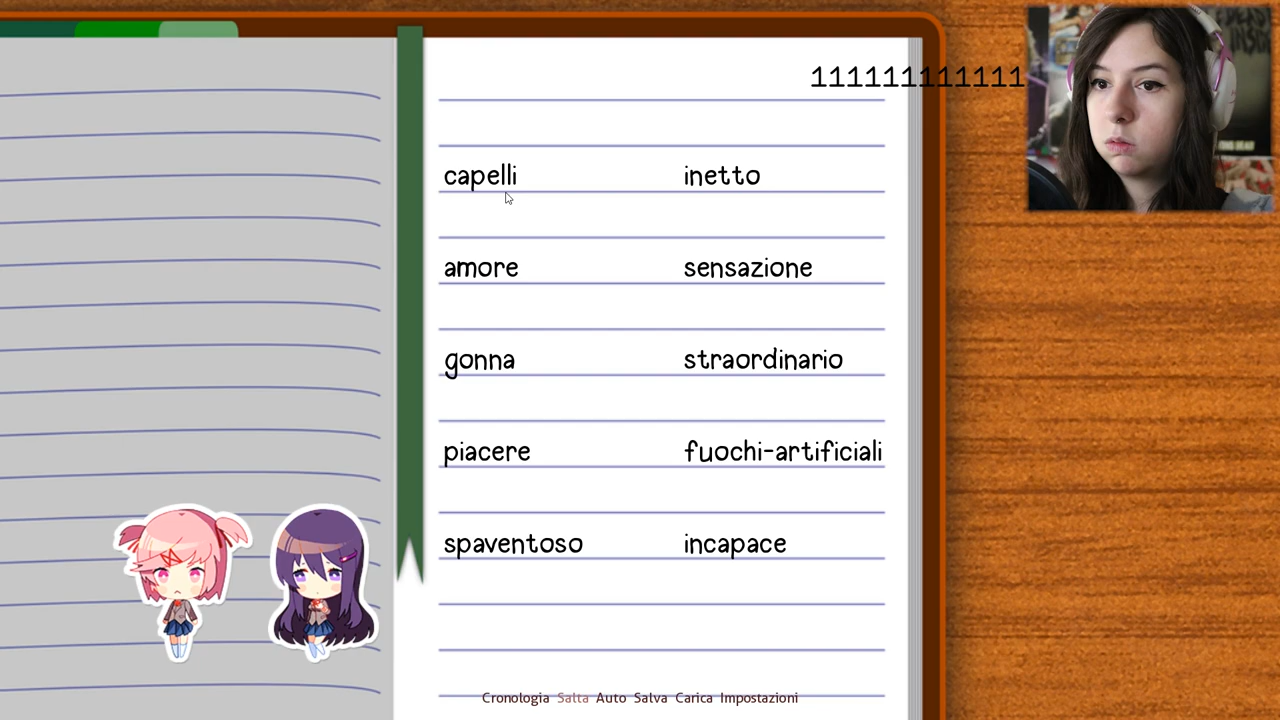 111111111111
capelli inetto
amore sensazione
gonna straordinario
piacere fuochi-artificiali
spaventoso incapace
Cronologia Salta Auto Salva Carica Impostazioni